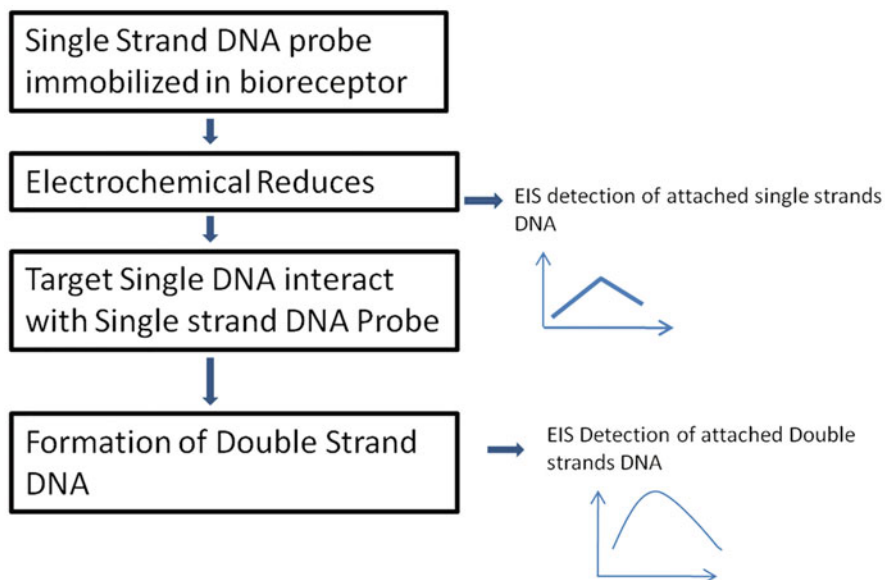 Single Strand DNA probe
immobilized in bioreceptor
Electrochemical Reduces
EIS detection of attached single strands
DNA
Target Single DNA interact
with Single strand DNA Probe
Formation of Double Strand
DNA
EIS Detection of attached Double
strands DNA